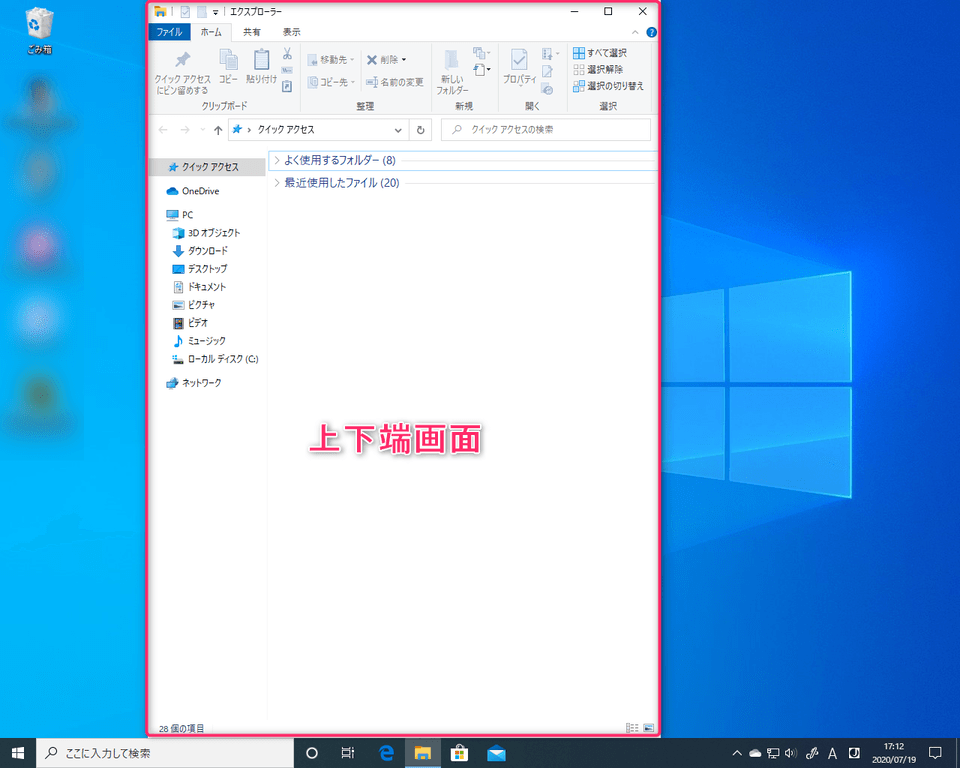 ごみ箱
エクスプローラー
ファイル
ホーム
共有
表示
クイック アクセス
にピン留めする
コピー
貼り付け
移動先
コピー先
削除
名前の変更
新しい
フォルダー
プロパティ
すべて選択
選択解除
選択の切り替え
クリップボード
整理
新規
開く
選択
クイック アクセス
クイック アクセスの検索
クイック アクセス
OneDrive
PC
3D オブジェクト
ダウンロード
デスクトップ
ドキュメント
ピクチャ
ビデオ
ミュージック
ローカル ディスク (C:)
ネットワーク
よく使用するフォルダー (8)
最近使用したファイル (20)
上下端画面
28 個の項目
ここに入力して検索
A
17:12
2020/07/19